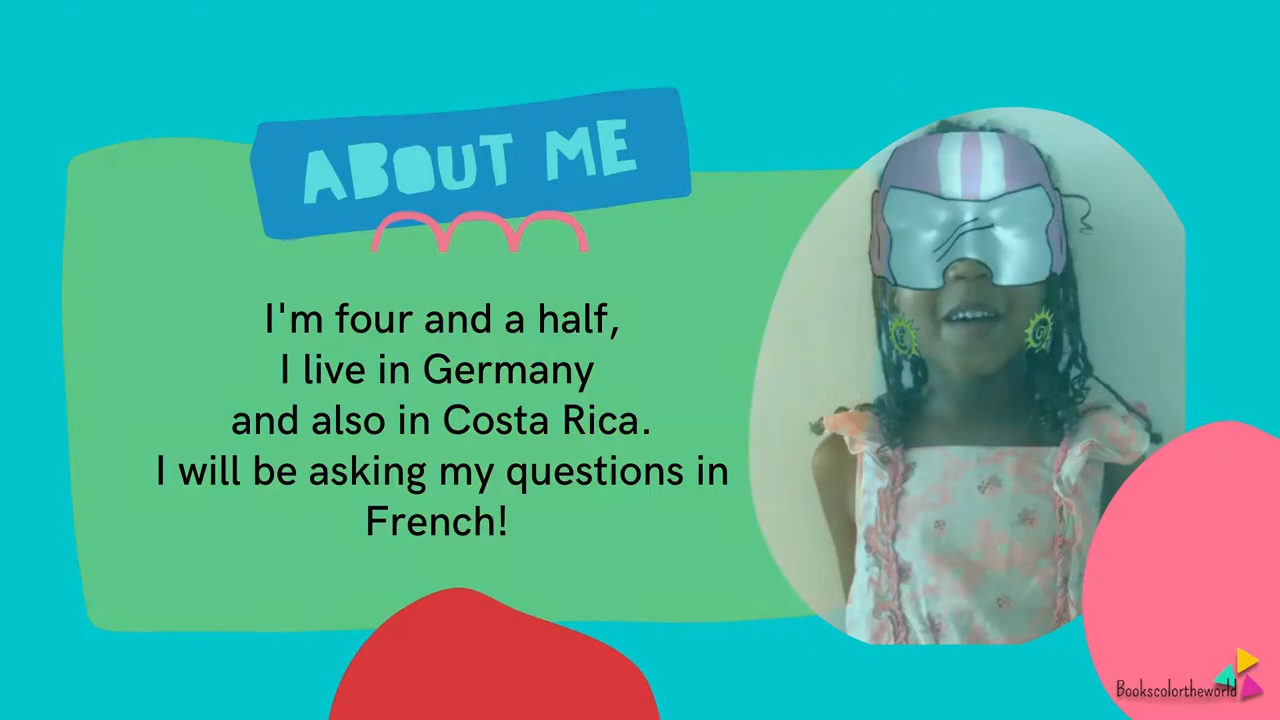 ABOUT ME
I'm four and a half,
I live in Germany
and also in Costa Rica.
I will be asking my questions in
French!
Bookscolortheworld